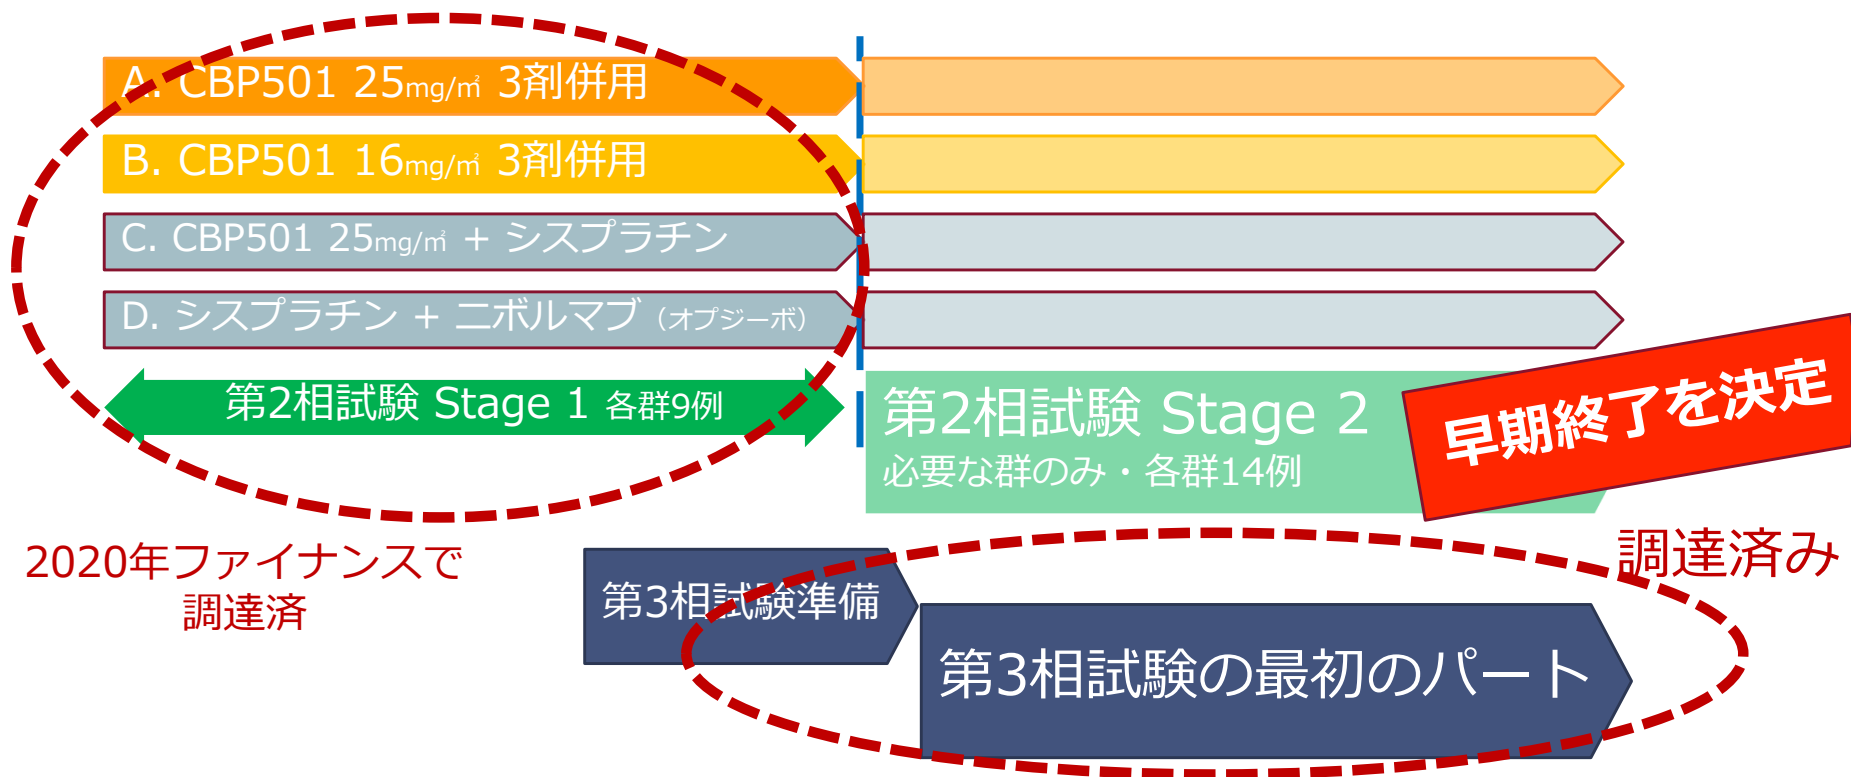 A. CBP501 25mg/㎡ 3剤併用
B. CBP501 16mg/㎡ 3剤併用
C. CBP501 25mg/㎡ + シスプラチン
D. シスプラチン + ニボルマブ（オプジーボ）
第2相試験 Stage 1 各群9例
第2相試験 Stage 2
必要な群のみ・各群14例
早期終了を決定
2020年ファイナンスで
調達済
調達済み
第3相試験準備
第3相試験の最初のパート